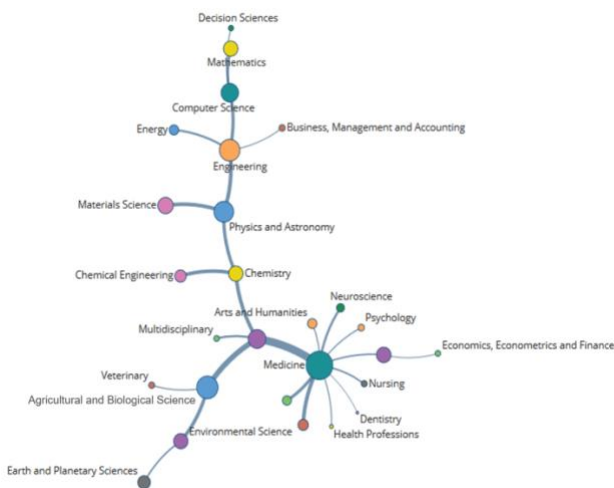 Decision Sciences
Mathematics
Computer Science
Energy
Business, Management and Accounting
Engineering
Materials Science
Physics and Astronomy
Chemical Engineering
Chemistry
Neuroscience
Arts and Humanities
Psychology
Multidisciplinary
Economics, Econometrics and Finance
Medicine
Veterinary
Nursing
Agricultural and Biological Science
Dentistry
Environmental Science
Health Professions
Earth and Planetary Sciences